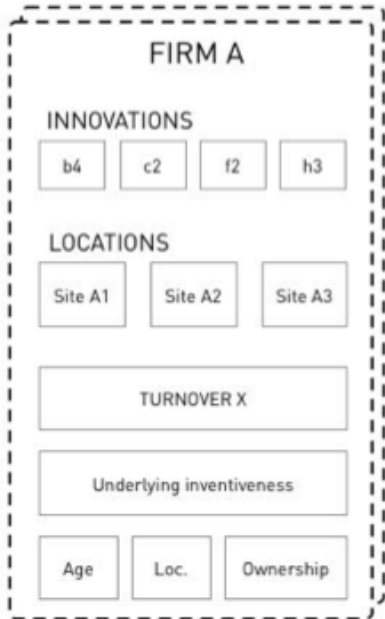 FIRM A
INNOVATIONS
b4 c2 f2 h3
LOCATIONS
Site A1 Site A2 Site A3
TURNOVER X
Underlying inventiveness
Age Loc. Ownership